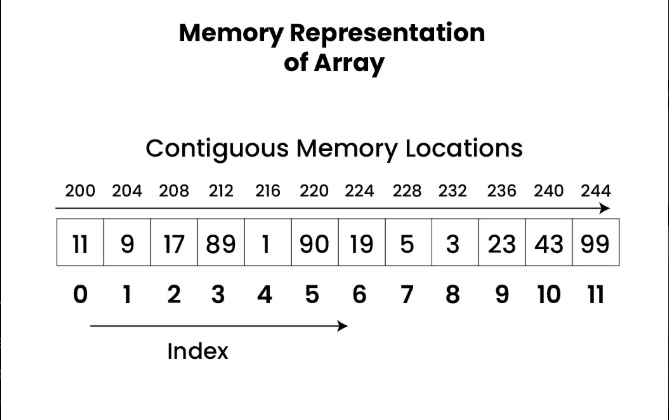 Memory Representation
of Array
Contiguous Memory Locations
200 204 208 212 216 220 224 228 232 236 240 244
11 9 17 89 1 90 19 5 3 23 43 99
0 1 2 3 4 5 6 7 8 9 10 11
Index